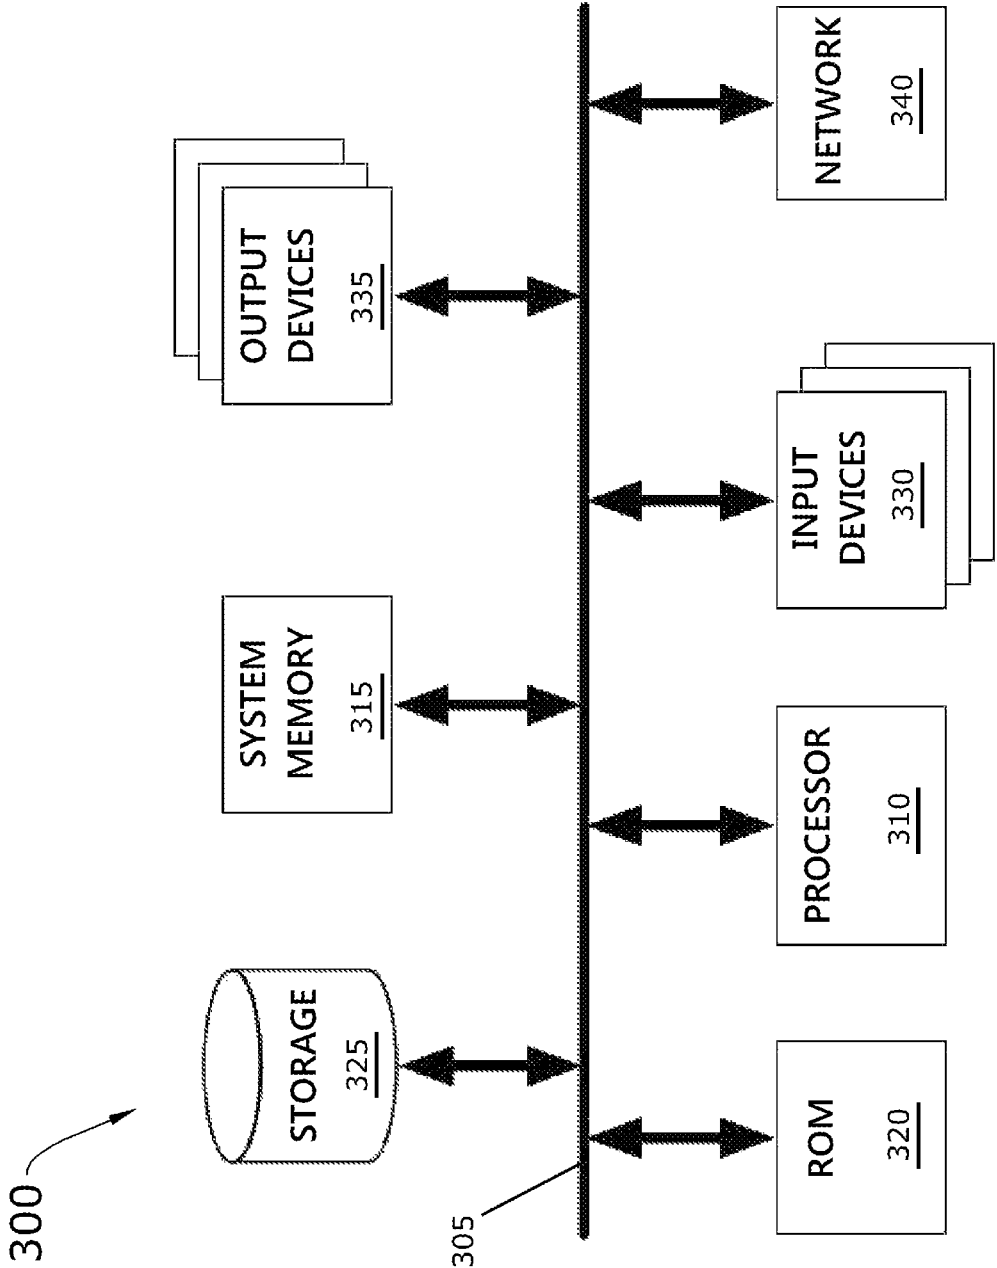 300
STORAGE
325
SYSTEM
MEMORY
315
OUTPUT
DEVICES
335
305
ROM
320
PROCESSOR
310
INPUT
DEVICES
330
NETWORK
340